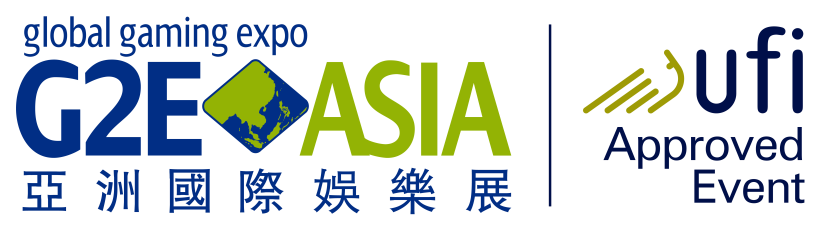 global gaming expo
G2E ASIA
亞洲國際娛樂展
ufi
Approved
Event